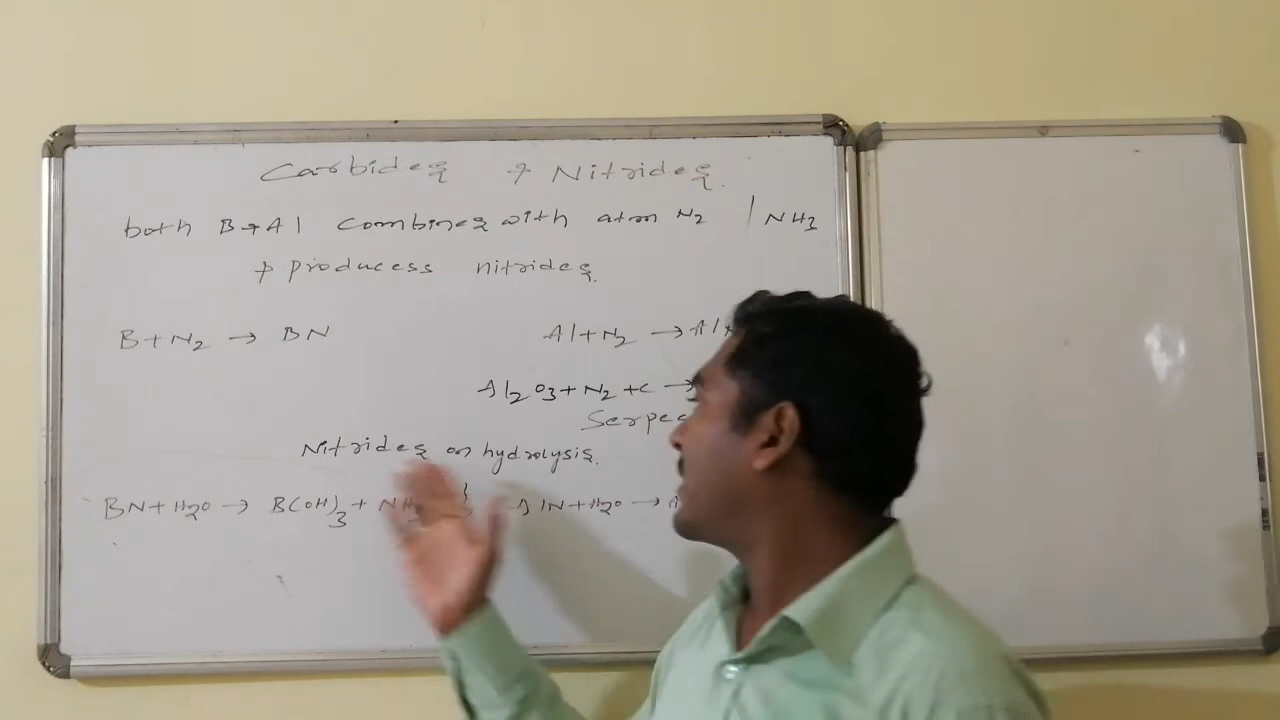 Carbides & Nitrides.
both B & Al combines with atm N2 / NH3
& producess nitrides.
B + N2 → BN Al + N2 → Al
Al2O3 + N2 + C →
Nitrides on hydrolysis.
BN + H2O → B(OH)3 + AlN + H2O →